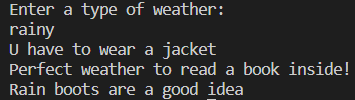 Enter a type of weather:
rainy
U have to wear a jacket
Perfect weather to read a book inside!
Rain boots are a good idea